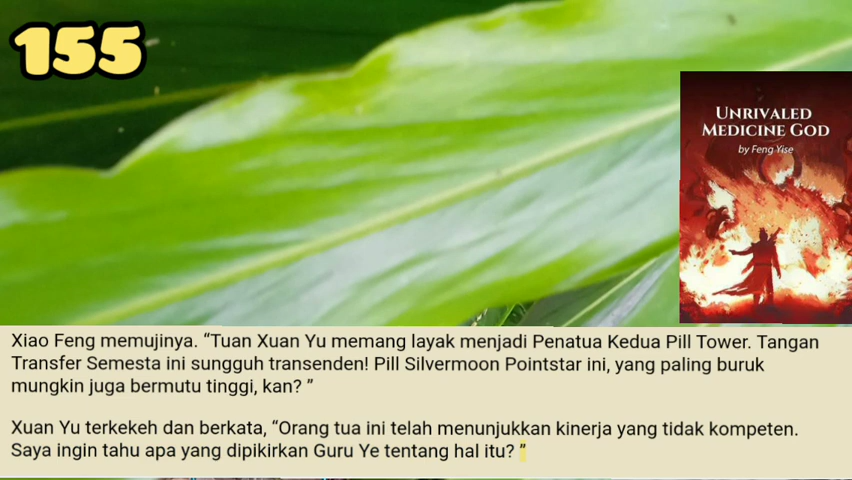 155
UNRIVALED
MEDICINE GOD
by Feng Yise
Xiao Feng memujinya. “Tuan Xuan Yu memang layak menjadi Penatua Kedua Pill Tower. Tangan
Transfer Semesta ini sungguh transenden! Pill Silvermoon Pointstar ini, yang paling buruk
mungkin juga bermutu tinggi, kan? ”
Xuan Yu terkekeh dan berkata, “Orang tua ini telah menunjukkan kinerja yang tidak kompeten.
Saya ingin tahu apa yang dipikirkan Guru Ye tentang hal itu? ”